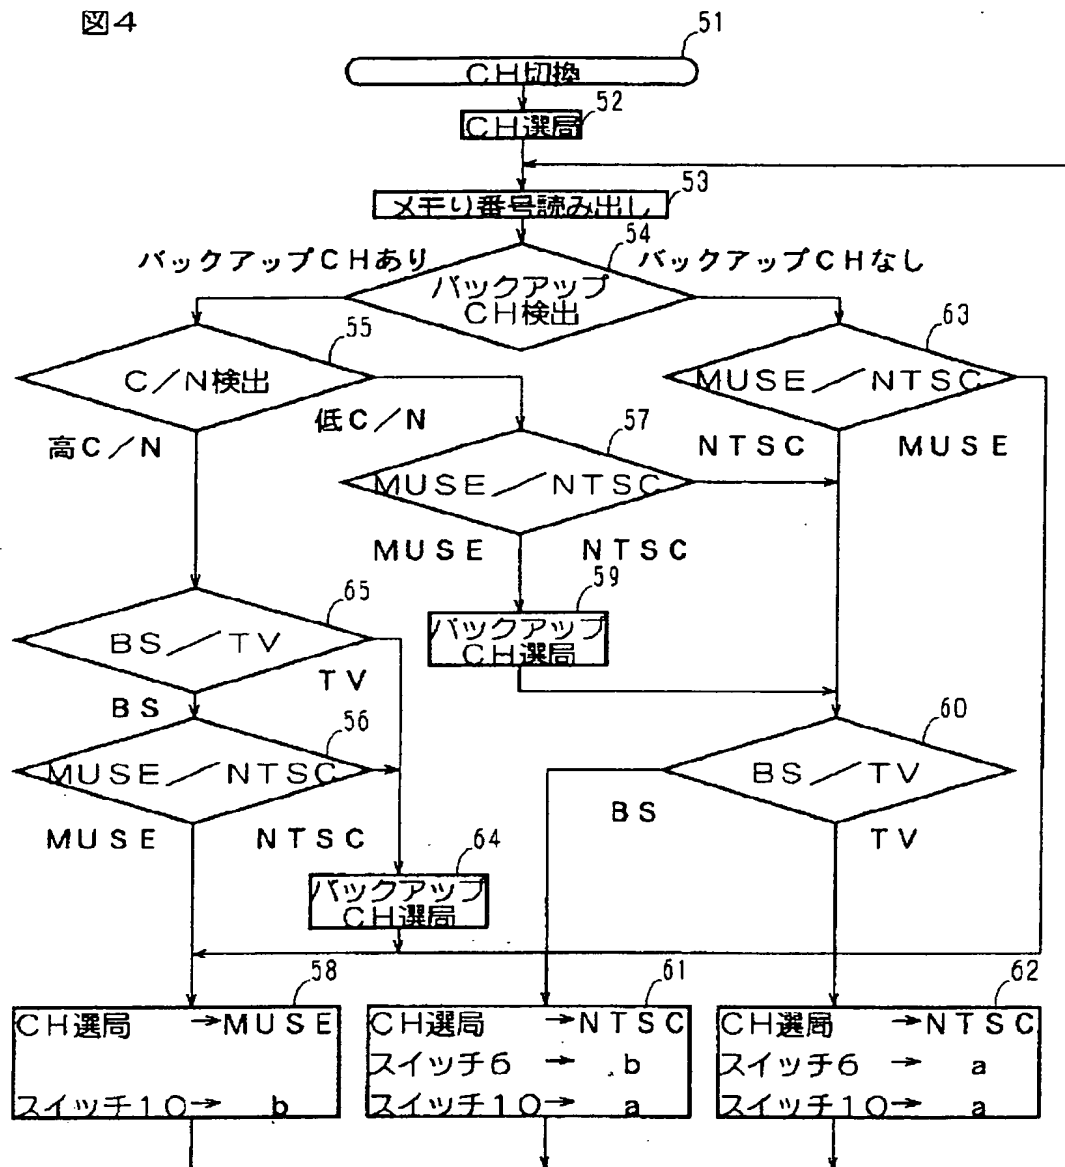 図4
51
CH切換
52
CH選局
53
メモリ番号読み出し
54
バックアップCHあり
バックアップCHなし
バックアップ
CH検出
55
63
C/N検出
MUSE/NTSC
低C/N
57
高C/N
NTSC
MUSE
MUSE/NTSC
MUSE
NTSC
59
65
バックアップ
CH選局
BS/TV
TV
BS
56
60
MUSE/NTSC
BS/TV
BS
MUSE
NTSC
TV
64
バックアップ
CH選局
58
61
62
CH選局 →MUSE
スイッチ10→ b
CH選局 →NTSC
スイッチ6 → b
スイッチ10→ a
CH選局 →NTSC
スイッチ6 → a
スイッチ10→ a